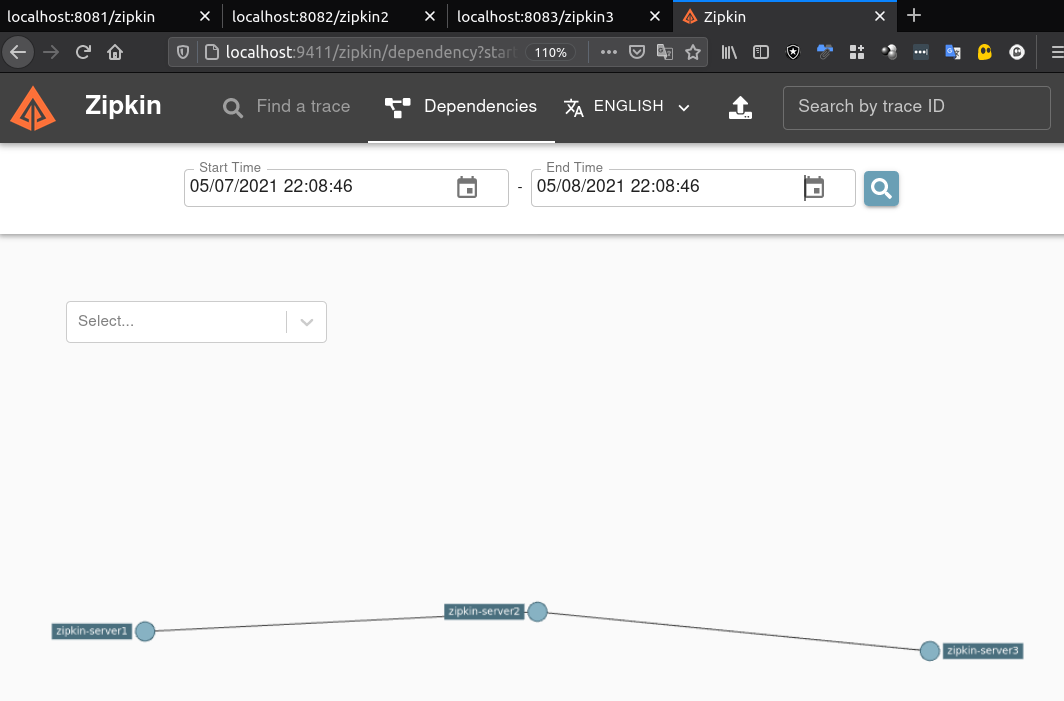 localhost:8081/zipkin
localhost:8082/zipkin2
localhost:8083/zipkin3
Zipkin
localhost:9411/zipkin/dependency?start
110%
Zipkin
Find a trace
Dependencies
ENGLISH
Search by trace ID
Start Time
05/07/2021 22:08:46
-
End Time
05/08/2021 22:08:46
Select...
zipkin-server1
zipkin-server2
zipkin-server3